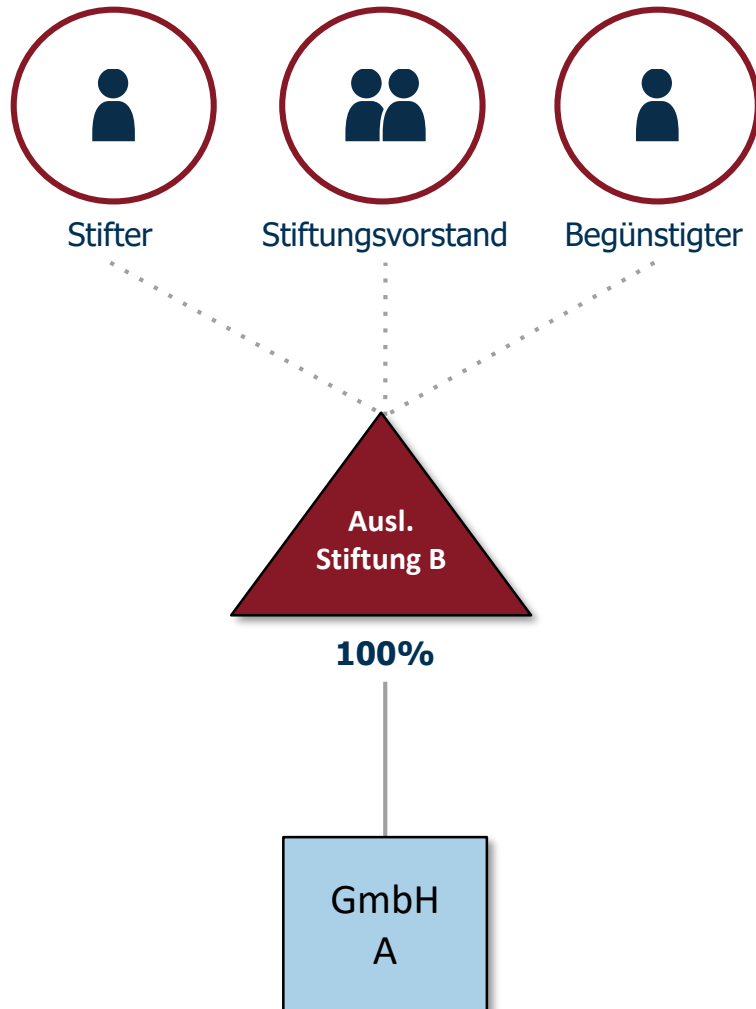 Stifter
Stiftungsvorstand
Begünstigter
Ausl.
Stiftung B
100%
GmbH
A